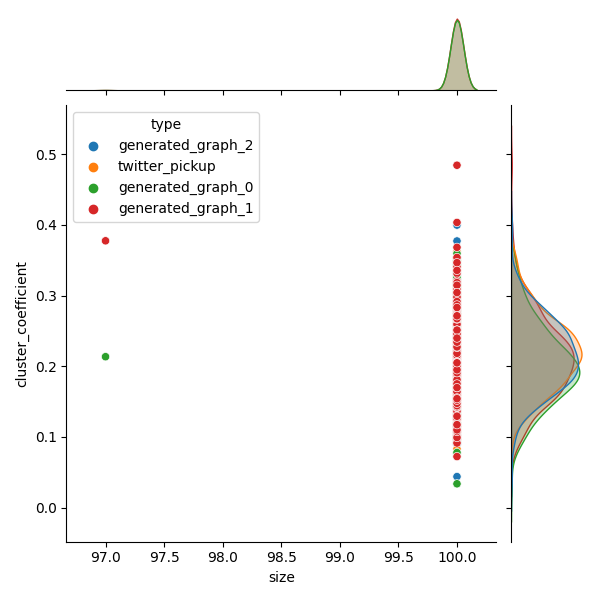 type
generated_graph_2
twitter_pickup
generated_graph_0
generated_graph_1
0.5
0.4
0.3
0.2
0.1
0.0
cluster_coefficient
97.0 97.5 98.0 98.5 99.0 99.5 100.0
size